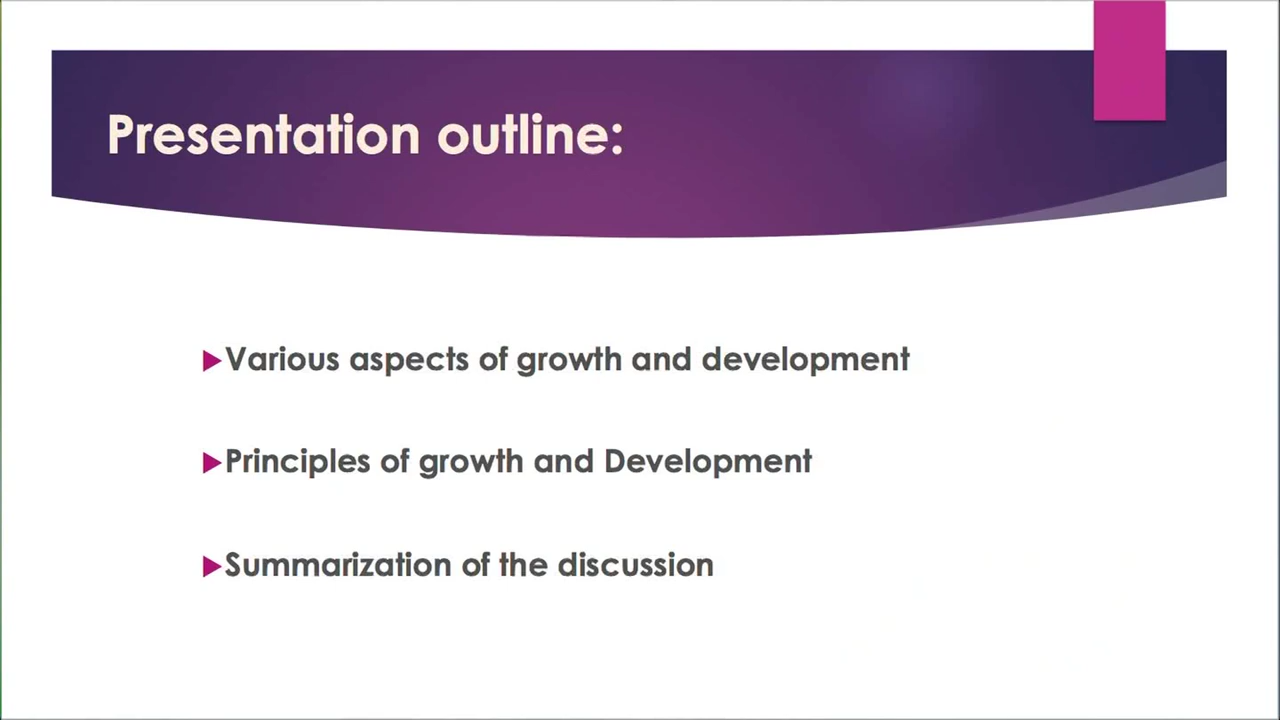 Presentation outline:
Various aspects of growth and development
Principles of growth and Development
Summarization of the discussion